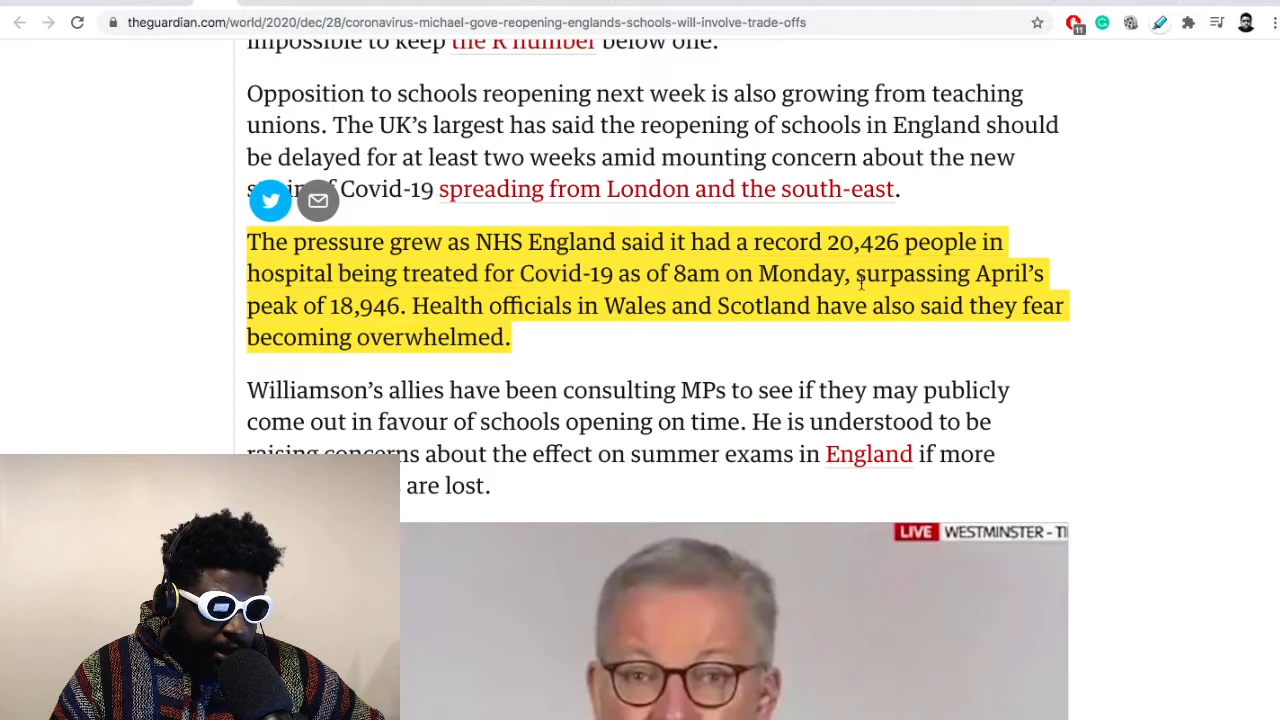 theguardian.com/world/2020/dec/28/coronavirus-michael-gove-reopening-englands-schools-will-involve-trade-offs
11
impossible to keep the R number below one.
Opposition to schools reopening next week is also growing from teaching
unions. The UK’s largest has said the reopening of schools in England should
be delayed for at least two weeks amid mounting concern about the new
of Covid-19 spreading from London and the south-east.
The pressure grew as NHS England said it had a record 20,426 people in
hospital being treated for Covid-19 as of 8am on Monday, surpassing April’s
peak of 18,946. Health officials in Wales and Scotland have also said they fear
becoming overwhelmed.
Williamson’s allies have been consulting MPs to see if they may publicly
come out in favour of schools opening on time. He is understood to be
raising concerns about the effect on summer exams in England if more
are lost.
LIVE WESTMINSTER - TI